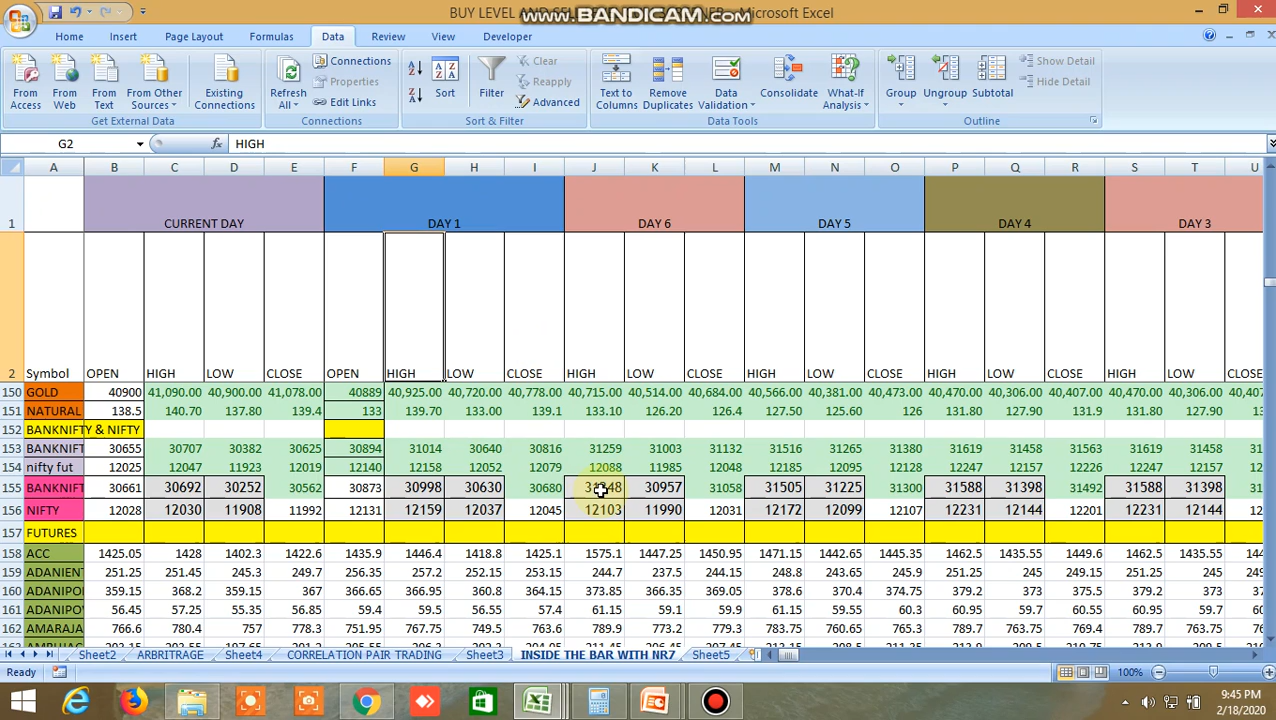 BUY LEVEL AND SEL
www.BANDICAM.com
NER - Microsoft Excel
Home Insert Page Layout Formulas Data Review View Developer
From Access
From Web
From Text
From Other Sources
Existing Connections
Get External Data
Refresh All
Connections
Properties
Edit Links
Connections
Sort
Filter
Clear
Reapply
Advanced
Sort & Filter
Text to Columns
Remove Duplicates
Data Validation
Consolidate
What-If Analysis
Data Tools
Group
Ungroup
Subtotal
Show Detail
Hide Detail
Outline
G2 fx HIGH
A B C D E F G H I J K L M N O P Q R S T U
1 CURRENT DAY DAY 1 DAY 6 DAY 5 DAY 4 DAY 3
2 Symbol OPEN HIGH LOW CLOSE OPEN HIGH LOW CLOSE HIGH LOW CLOSE HIGH LOW CLOSE HIGH LOW CLOSE HIGH LOW CLOSE
150 GOLD 40900 41,090.00 40,900.00 41,078.00 40889 40,925.00 40,720.00 40,778.00 40,715.00 40,514.00 40,684.00 40,566.00 40,381.00 40,473.00 40,470.00 40,306.00 40,407.00 40,470.00 40,306.00 40,407
151 NATURAL 138.5 140.70 137.80 139.4 133 139.70 133.00 139.1 133.10 126.20 126.4 127.50 125.60 126 131.80 127.90 131.9 131.80 127.90 13
152 BANKNIFTY & NIFTY
153 BANKNIFT 30655 30707 30382 30625 30894 31014 30640 30816 31259 31003 31132 31516 31265 31380 31619 31458 31526 31619 31458 31
154 nifty fut 12025 12047 11923 12019 12140 12158 12052 12079 12088 11985 12048 12185 12095 12128 12247 12157 12226 12247 12157 12
155 BANKNIFT 30661 30692 30252 30562 30873 30998 30630 30680 30957 31058 31505 31225 31300 31588 31398 31492 31588 31398 31
156 NIFTY 12028 12030 11908 11992 12131 12159 12037 12045 12103 11990 12031 12172 12099 12107 12231 12144 12201 12231 12144 12
157 FUTURES
158 ACC 1425.05 1428 1402.3 1422.6 1435.9 1446.4 1418.8 1425.1 1575.1 1447.25 1450.95 1471.15 1442.65 1445.35 1462.5 1435.55 1449.6 1462.5 1435.55 144
159 ADANIENT 251.25 251.45 245.3 249.7 256.35 257.2 252.15 253.15 244.7 237.5 244.15 248.8 243.65 245.9 251.25 245 249.7 251.25 245 2
160 ADANIPO 359.15 368.2 359.15 367 365.55 366.95 360.8 364.15 373.85 366.35 369.05 378.6 370.4 374.75 379.2 373 375.5 379.2 373 3
161 ADANIPO 56.45 57.25 55.35 56.85 59.4 59.5 56.55 57.4 61.15 59.1 59.9 61.15 59.55 60.3 60.95 59.7 60.55 60.95 59.7 6
162 AMARAJA 766.6 780.4 757 778.3 751.95 767.75 749.5 763.6 789.9 773.2 779.3 783.75 760.65 765.3 789.7 763.75 769.4 789.7 763.75 7
Sheet2 ARBITRAGE Sheet4 CORRELATION PAIR TRADING Sheet3 INSIDE THE BAR WITH NR7 Sheet5
Ready 100%
9:45 PM
2/18/2020